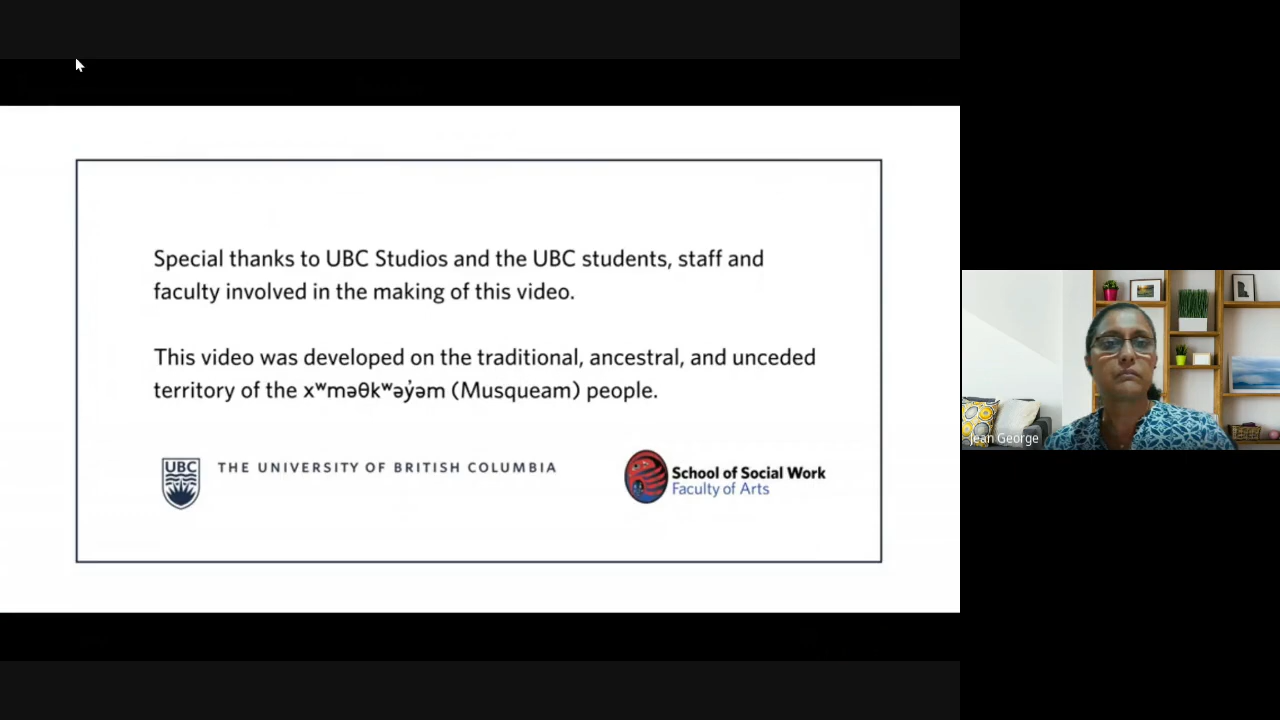 Special thanks to UBC Studios and the UBC students, staff and
faculty involved in the making of this video.
This video was developed on the traditional, ancestral, and unceded
territory of the xʷməθkʷəy̓əm (Musqueam) people.
UBC
THE UNIVERSITY OF BRITISH COLUMBIA
School of Social Work
Faculty of Arts
Jean George